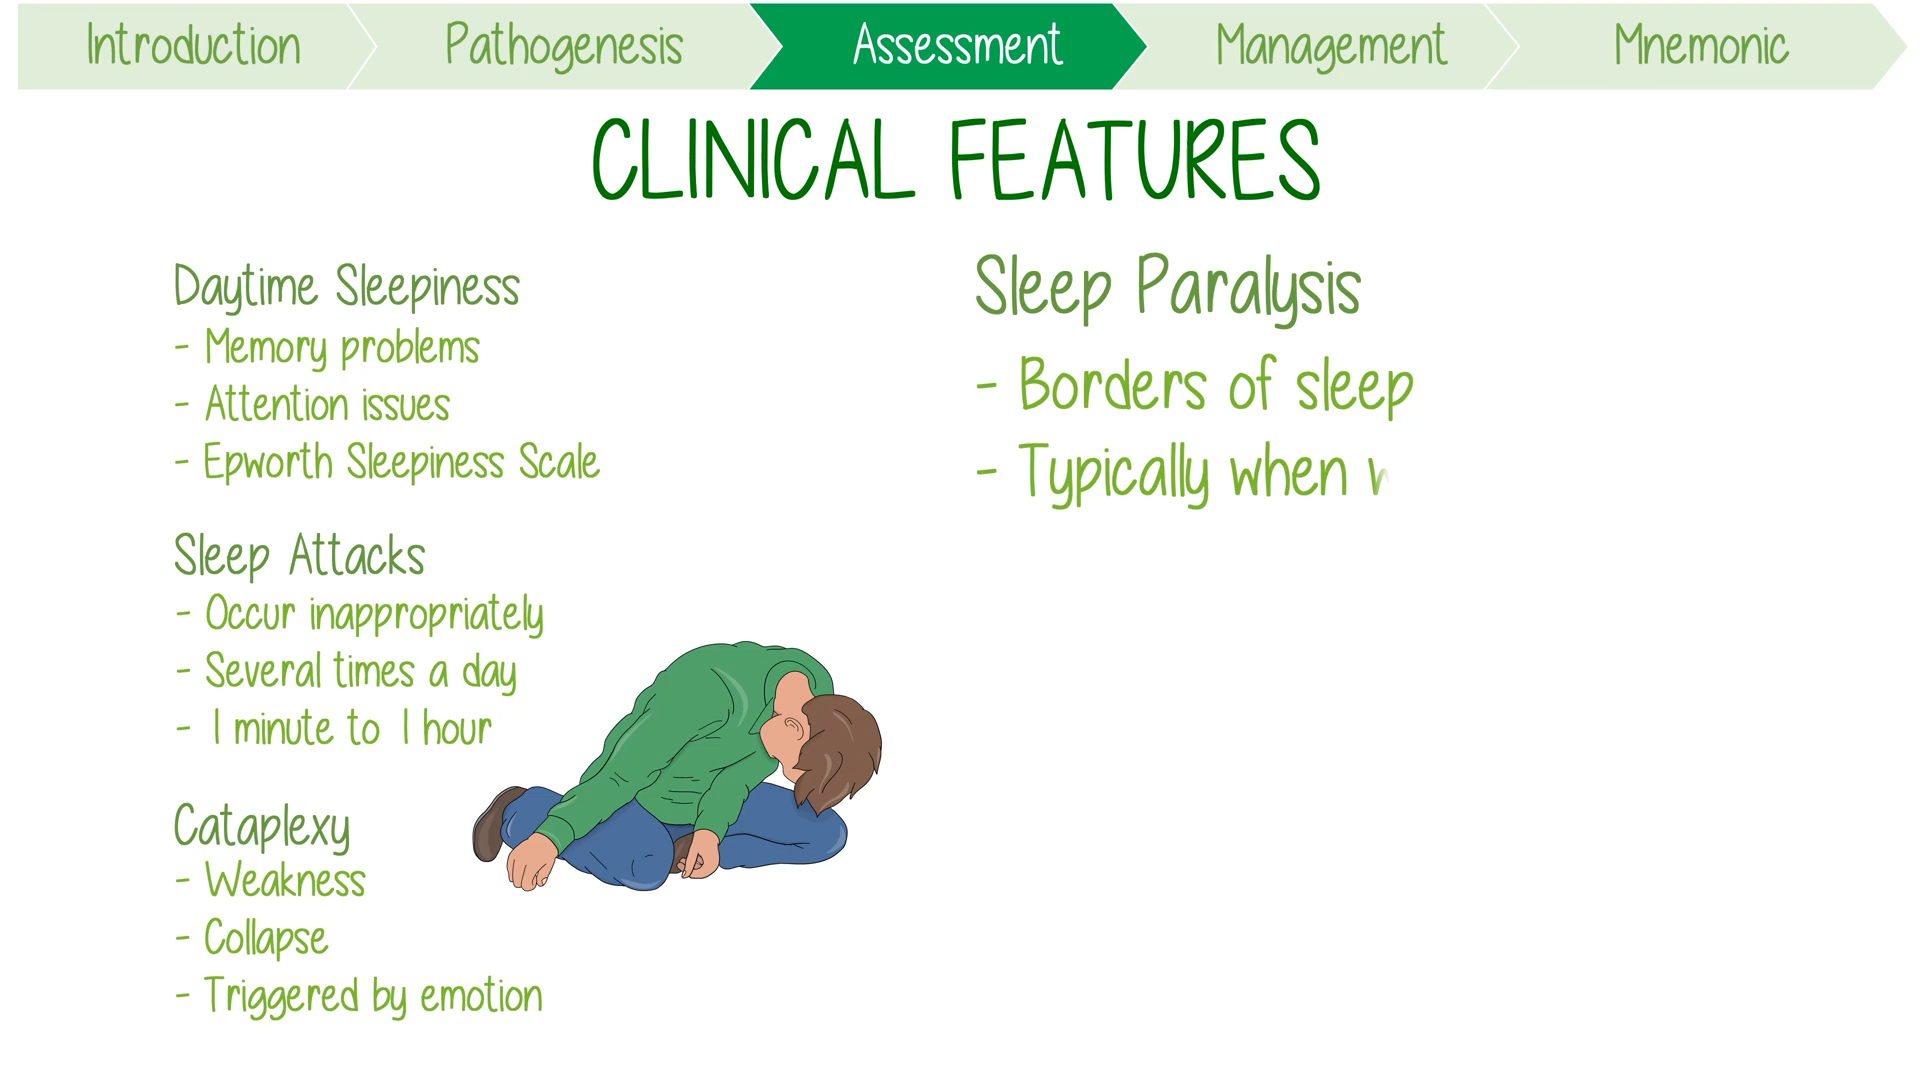 Introduction
Pathogenesis
Assessment
Management
Mnemonic
CLINICAL FEATURES
Daytime Sleepiness
- Memory problems
- Attention issues
- Epworth Sleepiness Scale
Sleep Attacks
- Occur inappropriately
- Several times a day
- 1 minute to 1 hour
Cataplexy
- Weakness
- Collapse
- Triggered by emotion
Sleep Paralysis
- Borders of sleep
- Typically when